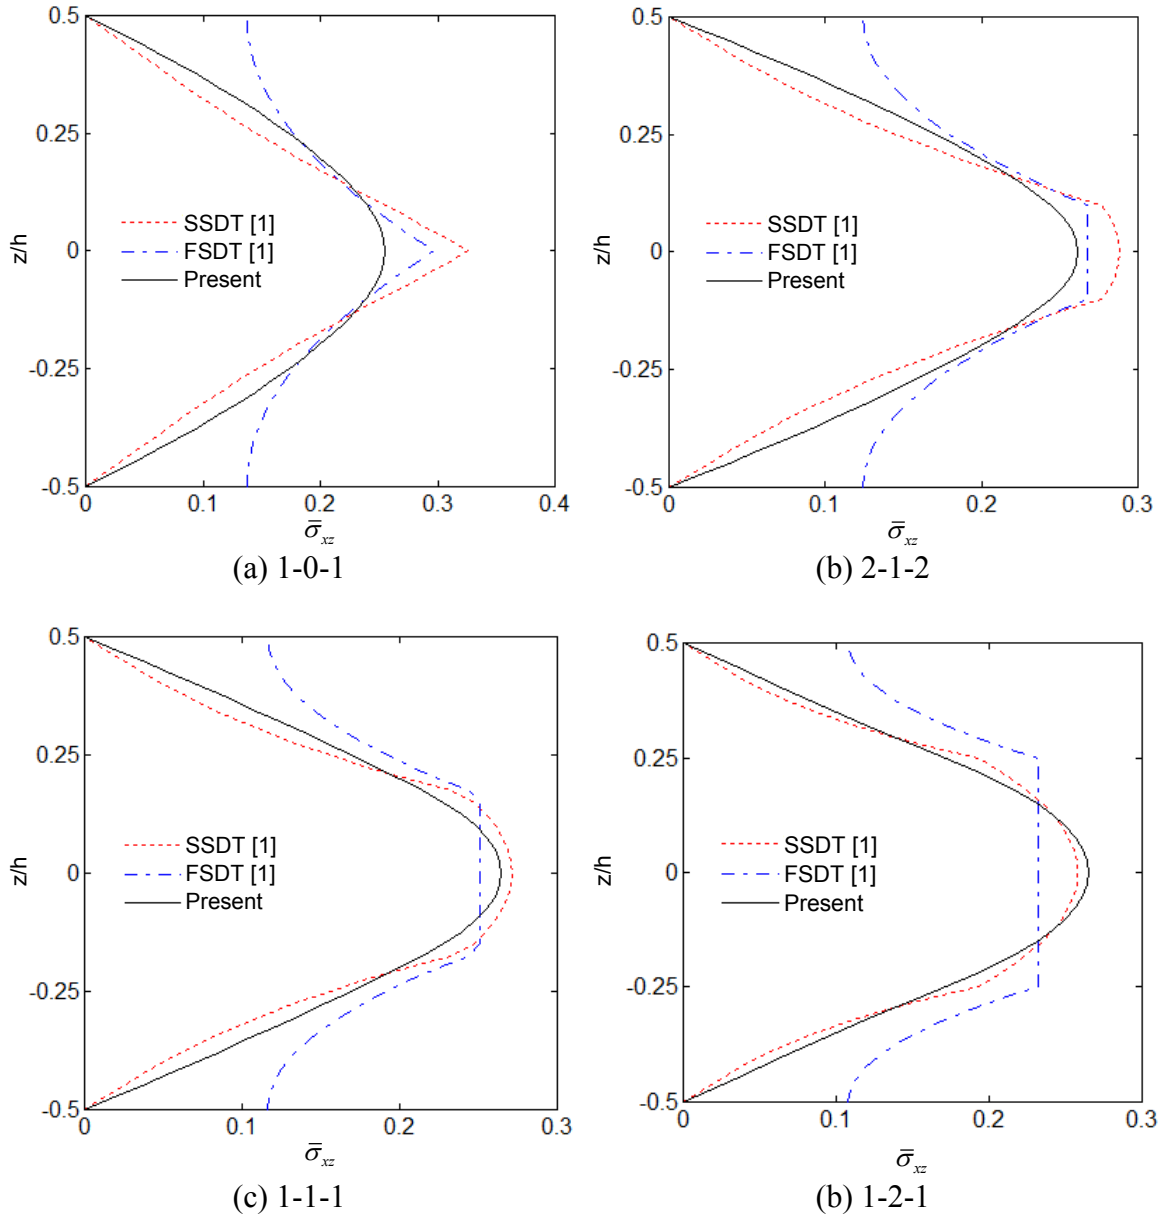 0.5
0.25
0
-0.25
-0.5
z/h
SSDT [1]
FSDT [1]
Present
0 0.1 0.2 0.3 0.4
σ̅xz
(a) 1-0-1
0.5
0.25
0
-0.25
-0.5
z/h
SSDT [1]
FSDT [1]
Present
0 0.1 0.2 0.3
σ̅xz
(b) 2-1-2
0.5
0.25
0
-0.25
-0.5
z/h
SSDT [1]
FSDT [1]
Present
0 0.1 0.2 0.3
σ̅xz
(c) 1-1-1
0.5
0.25
0
-0.25
-0.5
z/h
SSDT [1]
FSDT [1]
Present
0 0.1 0.2 0.3
σ̅xz
(b) 1-2-1